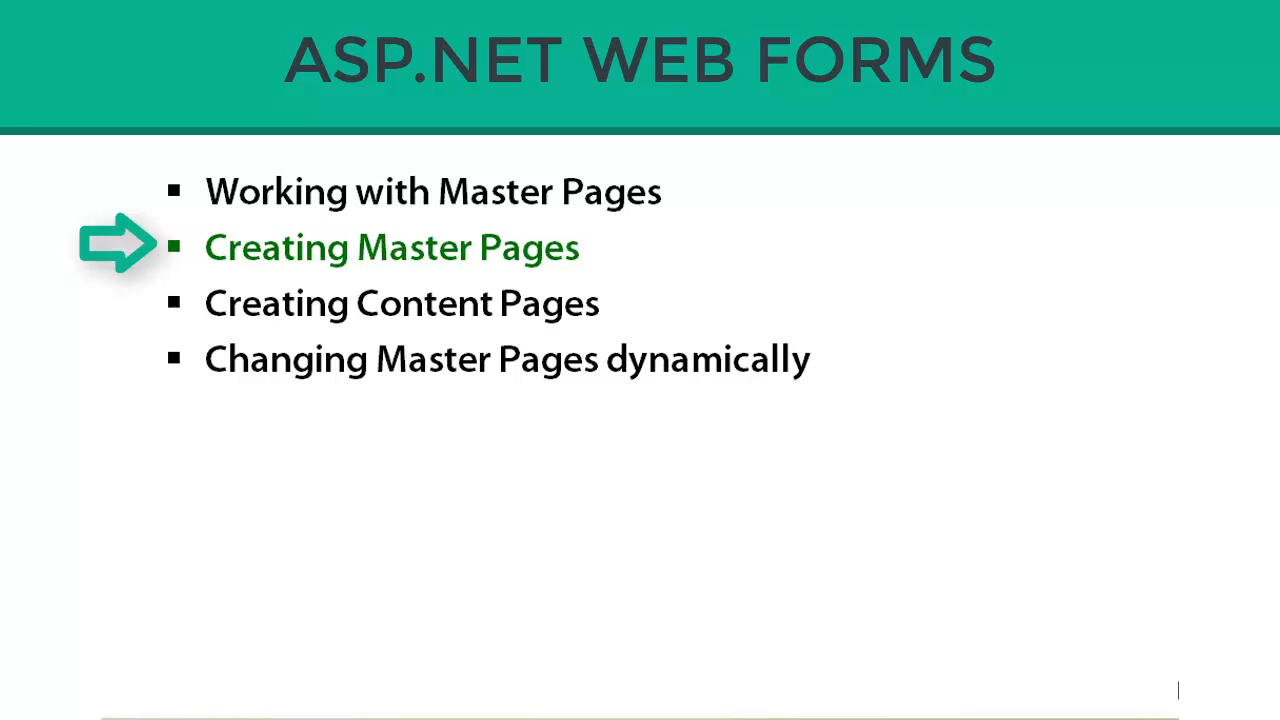 ASP.NET WEB FORMS
▪ Working with Master Pages
▪ Creating Master Pages
▪ Creating Content Pages
▪ Changing Master Pages dynamically